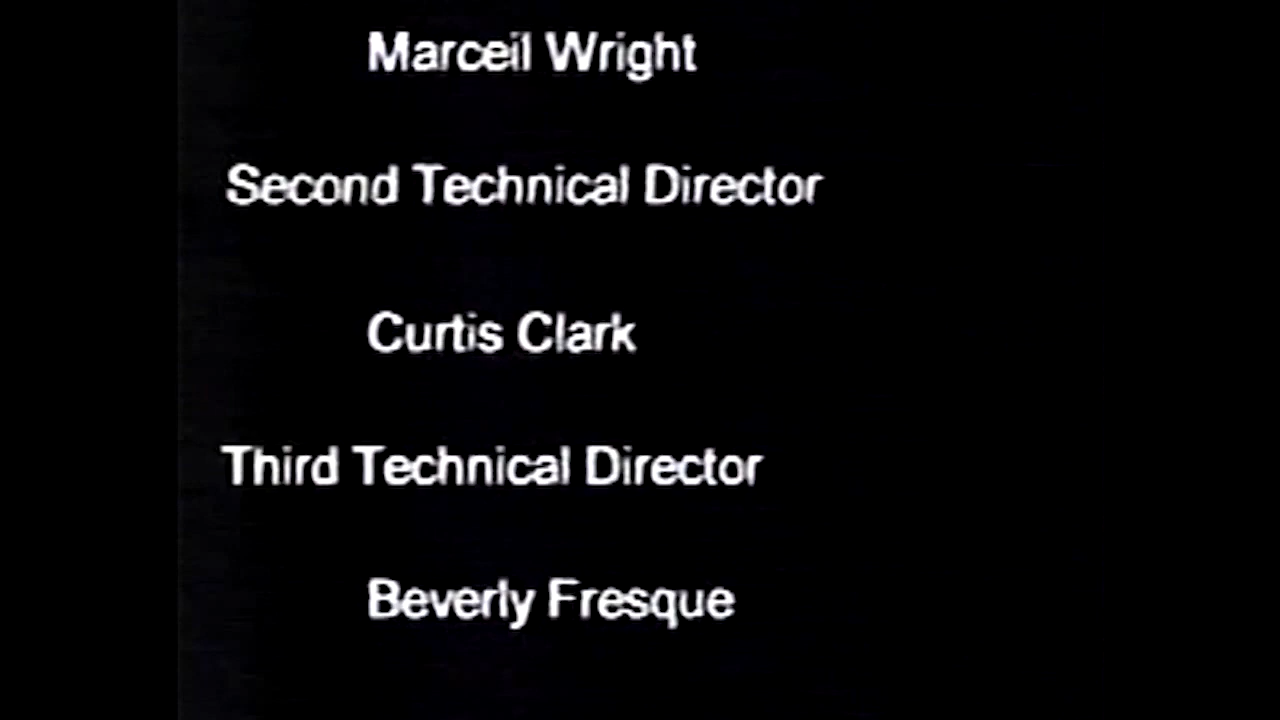 Marceil Wright
Second Technical Director
Curtis Clark
Third Technical Director
Beverly Fresque